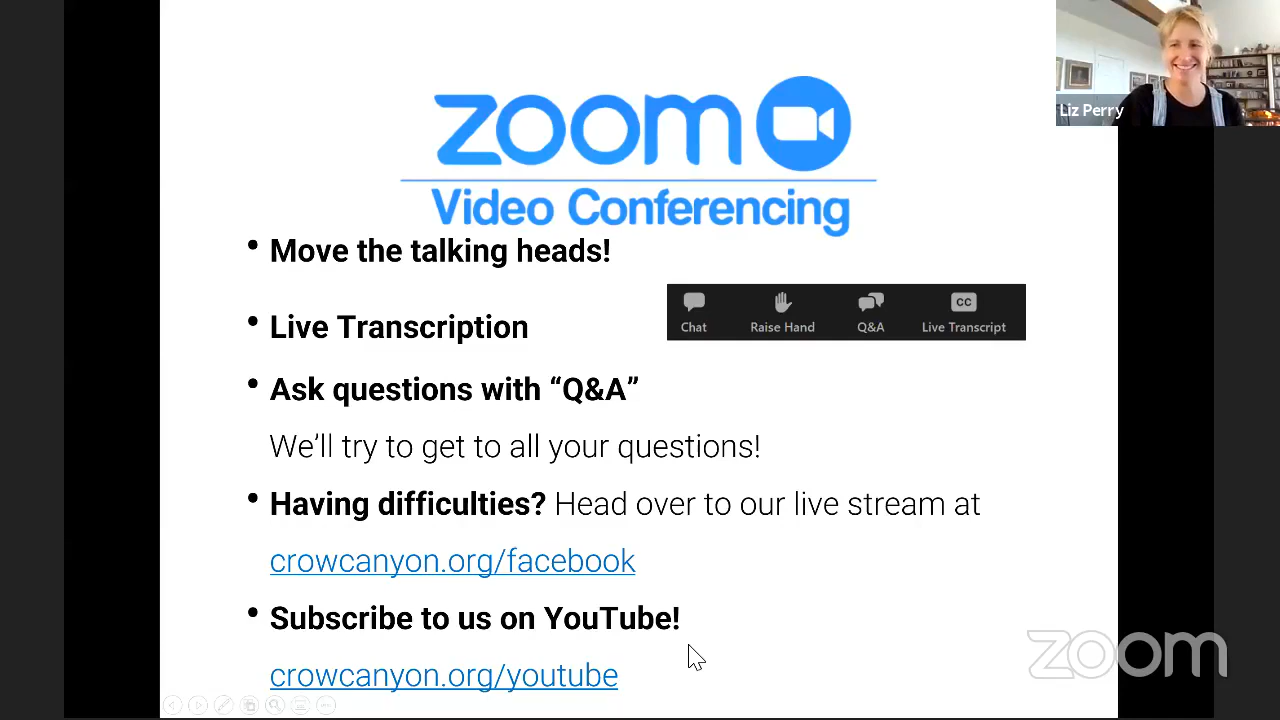 zoom
Video Conferencing
Liz Perry
• Move the talking heads!
• Live Transcription
Chat Raise Hand Q&A CC Live Transcript
• Ask questions with “Q&A”
We’ll try to get to all your questions!
• Having difficulties? Head over to our live stream at
crowcanyon.org/facebook
• Subscribe to us on YouTube!
crowcanyon.org/youtube
zoom